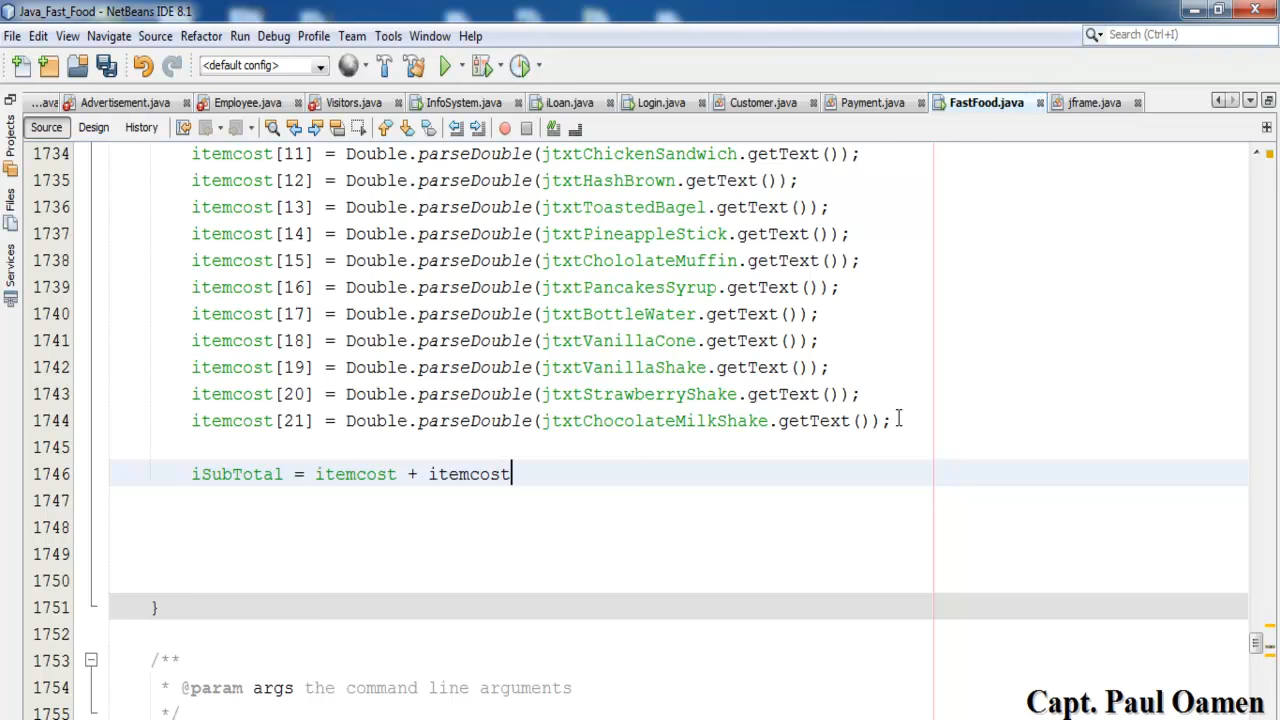 Java_Fast_Food - NetBeans IDE 8.1
File Edit View Navigate Source Refactor Run Debug Profile Team Tools Window Help
Search (Ctrl+I)
<default config>
...ava Advertisement.java Employee.java Visitors.java InfoSystem.java iLoan.java Login.java Customer.java Payment.java FastFood.java jframe.java
Source Design History
Projects
Files
Services
1734 itemcost[11] = Double.parseDouble(jtxtChickenSandwich.getText());
1735 itemcost[12] = Double.parseDouble(jtxtHashBrown.getText());
1736 itemcost[13] = Double.parseDouble(jtxtToastedBagel.getText());
1737 itemcost[14] = Double.parseDouble(jtxtPineappleStick.getText());
1738 itemcost[15] = Double.parseDouble(jtxtChololateMuffin.getText());
1739 itemcost[16] = Double.parseDouble(jtxtPancakesSyrup.getText());
1740 itemcost[17] = Double.parseDouble(jtxtBottleWater.getText());
1741 itemcost[18] = Double.parseDouble(jtxtVanillaCone.getText());
1742 itemcost[19] = Double.parseDouble(jtxtVanillaShake.getText());
1743 itemcost[20] = Double.parseDouble(jtxtStrawberryShake.getText());
1744 itemcost[21] = Double.parseDouble(jtxtChocolateMilkShake.getText());
1745
1746 iSubTotal = itemcost + itemcost
1747
1748
1749
1750
1751 }
1752
1753 /**
1754 * @param args the command line arguments
1755 */
Capt. Paul Oamen